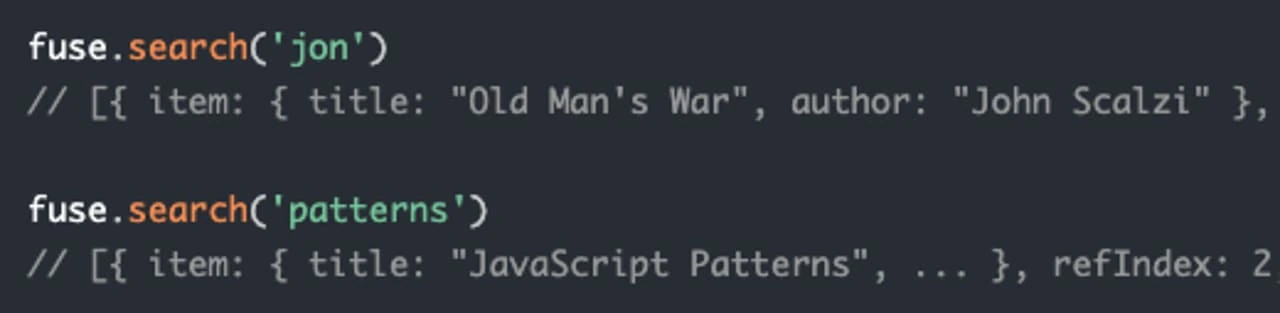 fuse.search('jon')
// [{ item: { title: "Old Man's War", author: "John Scalzi" },
fuse.search('patterns')
// [{ item: { title: "JavaScript Patterns", ... }, refIndex: 2